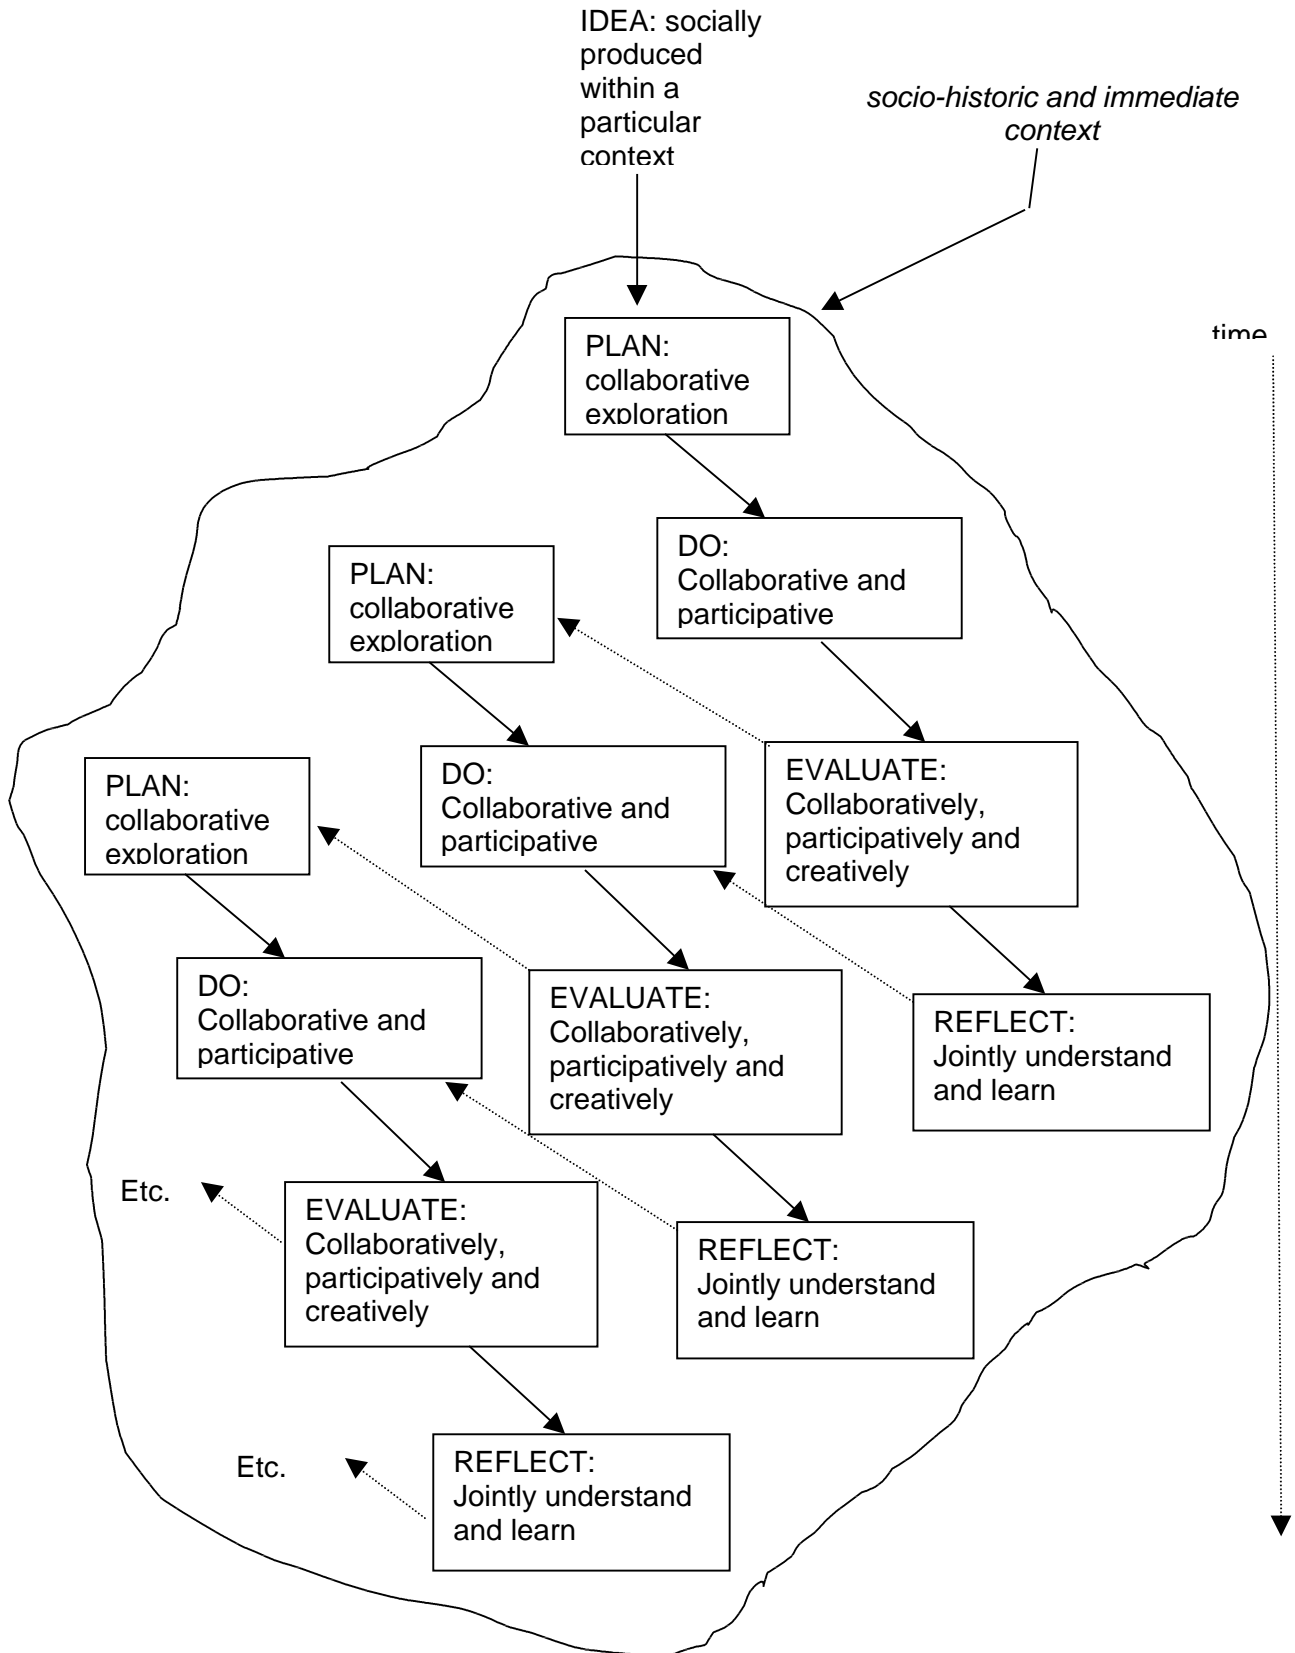 IDEA: socially
produced
within a
particular
context
socio-historic and immediate
context
time
PLAN:
collaborative
exploration
DO:
Collaborative and
participative
PLAN:
collaborative
exploration
EVALUATE:
Collaboratively,
participatively and
creatively
DO:
Collaborative and
participative
PLAN:
collaborative
exploration
REFLECT:
Jointly understand
and learn
EVALUATE:
Collaboratively,
participatively and
creatively
DO:
Collaborative and
participative
Etc.
EVALUATE:
Collaboratively,
participatively and
creatively
REFLECT:
Jointly understand
and learn
Etc.
REFLECT:
Jointly understand
and learn